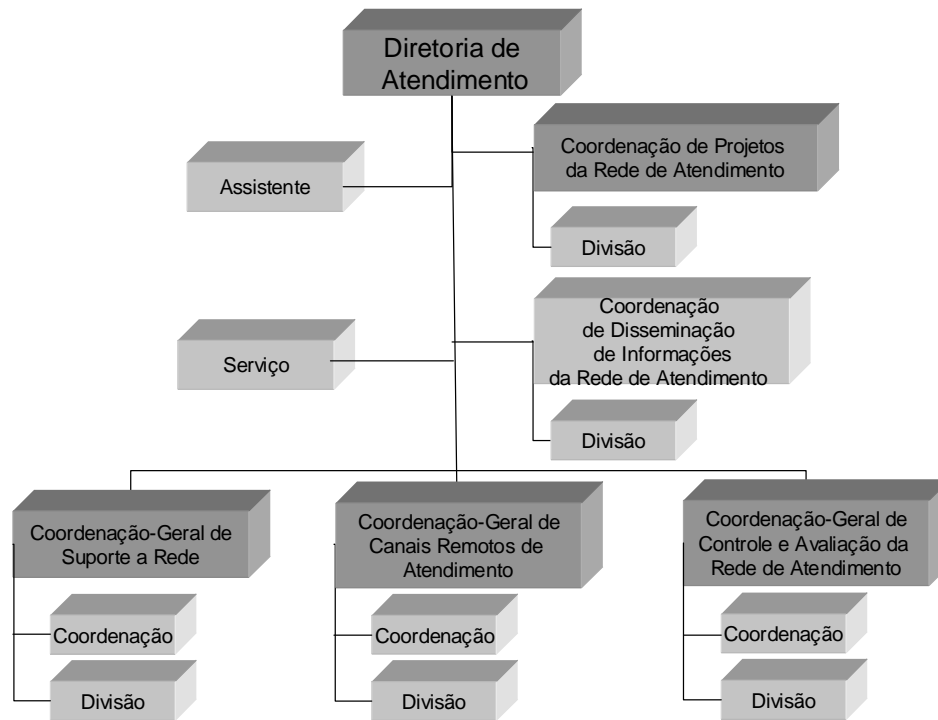 Diretoria de
Atendimento
Coordenação de Projetos
da Rede de Atendimento
Assistente
Divisão
Coordenação
de Disseminação
de Informações
da Rede de Atendimento
Serviço
Divisão
Coordenação-Geral de
Suporte a Rede
Coordenação
Divisão
Coordenação-Geral de
Canais Remotos de
Atendimento
Coordenação
Divisão
Coordenação-Geral de
Controle e Avaliação da
Rede de Atendimento
Coordenação
Divisão